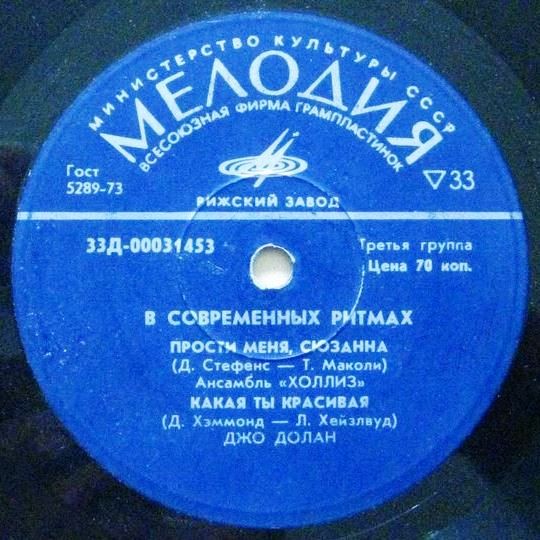 МИНИСТЕРСТВО КУЛЬТУРЫ СССР
МЕЛОДИЯ
ВСЕСОЮЗНАЯ ФИРМА ГРАМПЛАСТИНОК
Гост
5289-73
▽33
РИЖСКИЙ ЗАВОД
33Д-00031453
Третья группа
Цена 70 коп.
В СОВРЕМЕННЫХ РИТМАХ
ПРОСТИ МЕНЯ, СЮЗАННА
(Д. Стефенс — Т. Маколи)
Ансамбль «ХОЛЛИЗ»
КАКАЯ ТЫ КРАСИВАЯ
(Д. Хэммонд — Л. Хейзлвуд)
ДЖО ДОЛАН